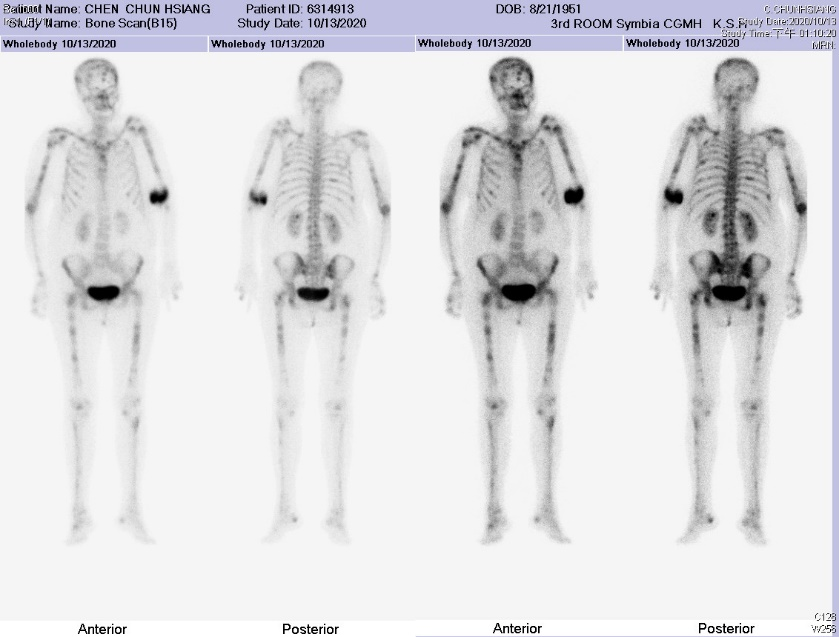 Patient Name: CHEN CHUN HSIANG Patient ID: 6314913 DOB: 8/21/1951 C. CHUNHSIANG
Study Name: Bone Scan(B15) Study Date: 10/13/2020 3rd ROOM Symbia CGMH K.S.H Study Date:2020/10/13
Study Time:下午 01:10:20
MRN:
Wholebody 10/13/2020 Wholebody 10/13/2020 Wholebody 10/13/2020 Wholebody 10/13/2020
C128
W256
Anterior Posterior Anterior Posterior